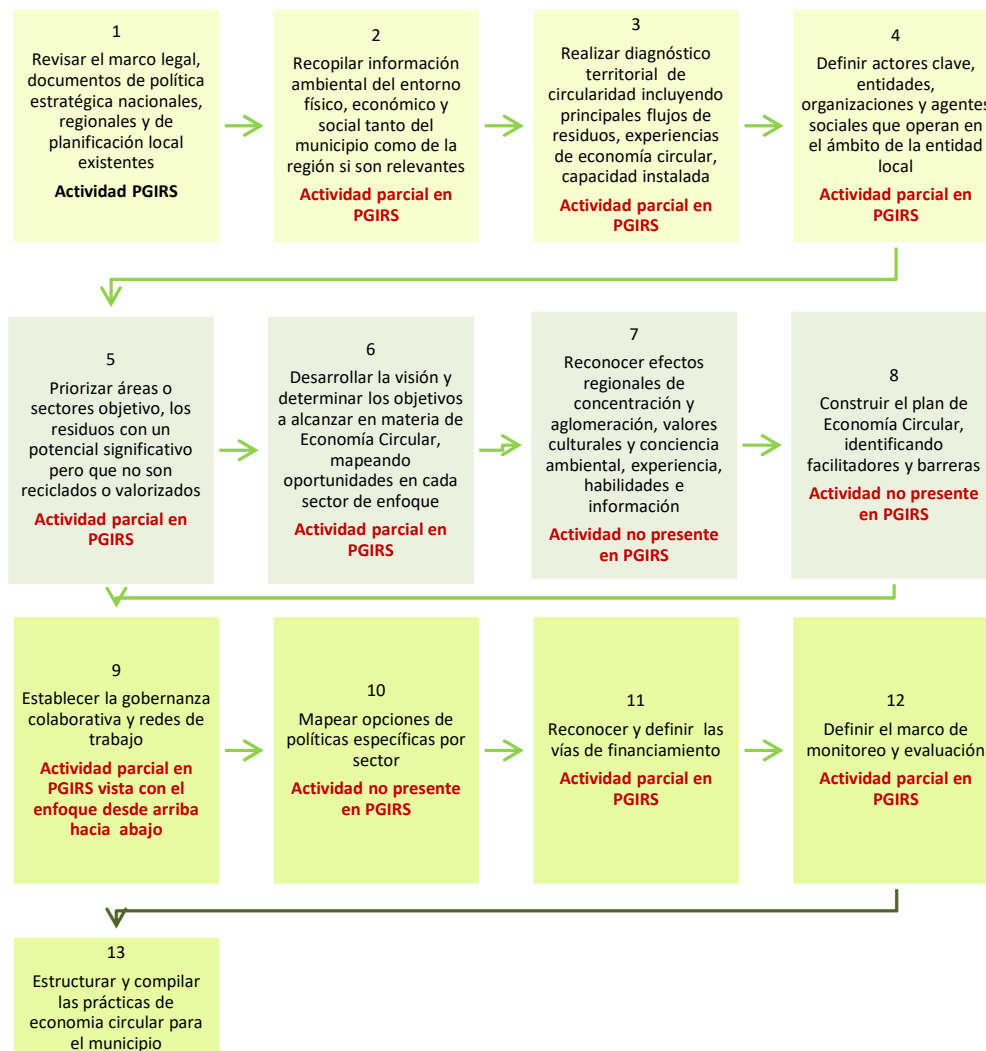 1
Revisar el marco legal,
documentos de política
estratégica nacionales,
regionales y de
planificación local
existentes
Actividad PGIRS
2
Recopilar información
ambiental del entorno
físico, económico y
social tanto del
municipio como de la
región si son relevantes
Actividad parcial en
PGIRS
3
Realizar diagnóstico
territorial de
circularidad incluyendo
principales flujos de
residuos, experiencias
de economía circular,
capacidad instalada
Actividad parcial en
PGIRS
4
Definir actores clave,
entidades,
organizaciones y agentes
sociales que operan en
el ámbito de la entidad
local
Actividad parcial en
PGIRS
5
Priorizar áreas o
sectores objetivo, los
residuos con un
potencial significativo
pero que no son
reciclados o valorizados
Actividad parcial en
PGIRS
6
Desarrollar la visión y
determinar los objetivos
a alcanzar en materia de
Economía Circular,
mapeando
oportunidades en cada
sector de enfoque
Actividad parcial en
PGIRS
7
Reconocer efectos
regionales de
concentración y
aglomeración, valores
culturales y conciencia
ambiental, experiencia,
habilidades e
información
Actividad no presente
en PGIRS
8
Construir el plan de
Economía Circular,
identificando
facilitadores y barreras
Actividad no presente
en PGIRS
9
Establecer la gobernanza
colaborativa y redes de
trabajo
Actividad parcial en
PGIRS vista con el
enfoque desde arriba
hacia abajo
10
Mapear opciones de
políticas específicas por
sector
Actividad no presente
en PGIRS
11
Reconocer y definir las
vías de financiamiento
Actividad parcial en
PGIRS
12
Definir el marco de
monitoreo y evaluación
Actividad parcial en
PGIRS
13
Estructurar y compilar
las prácticas de
economia circular para
el municipio